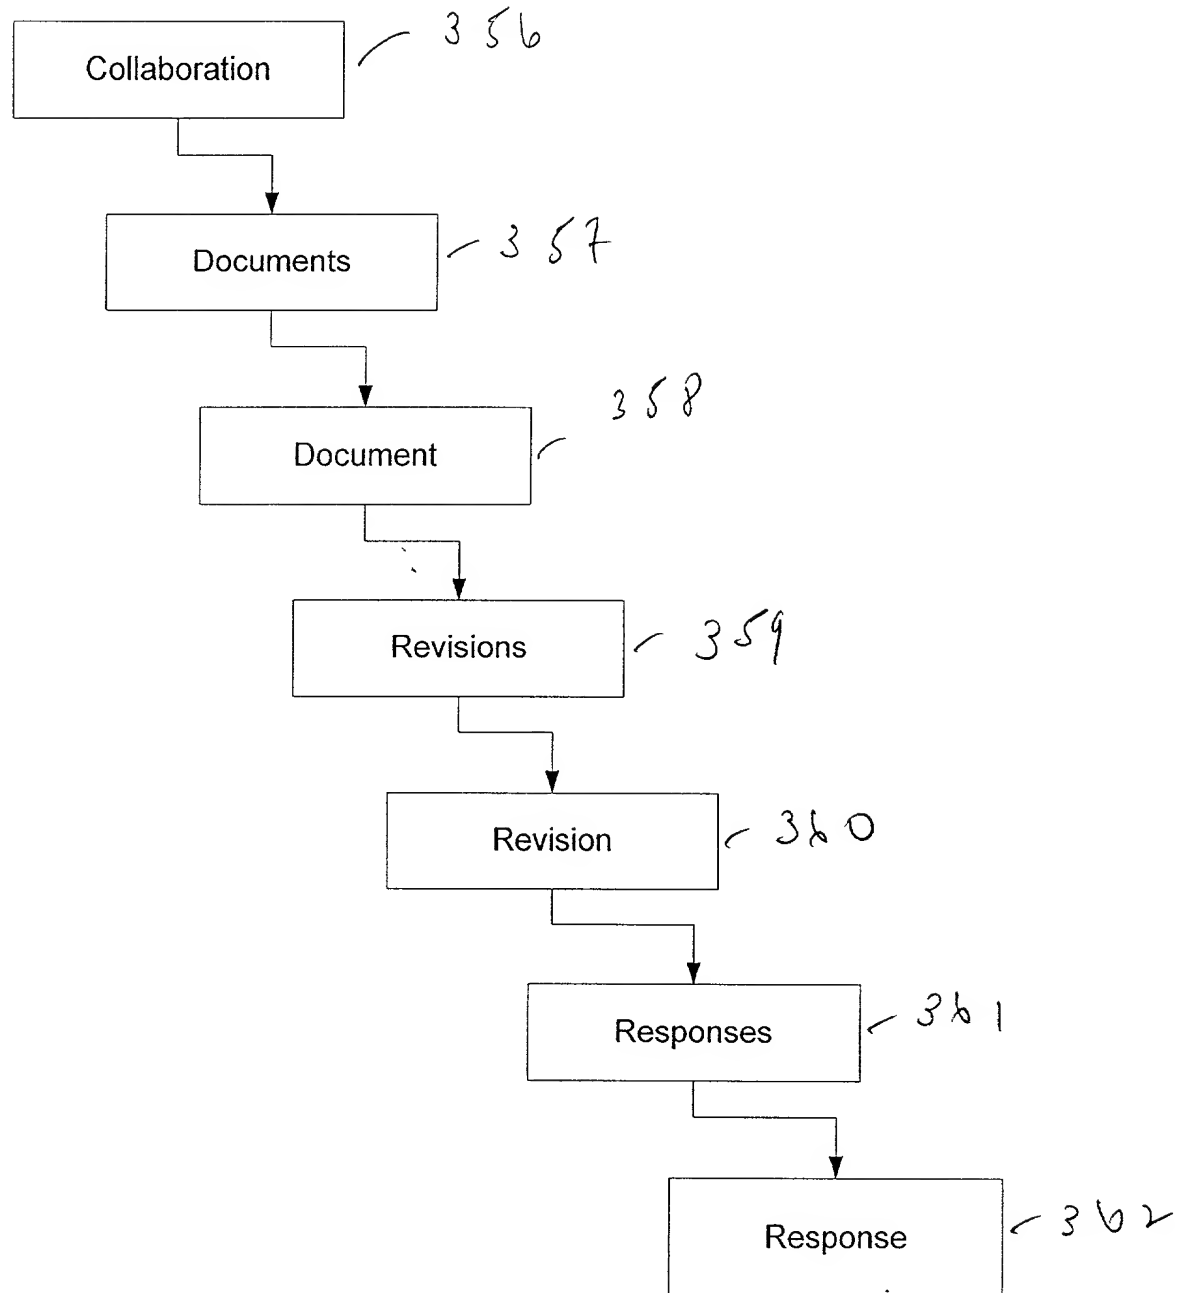 Collaboration 356
Documents 357
Document 358
Revisions 359
Revision 360
Responses 361
Response 362